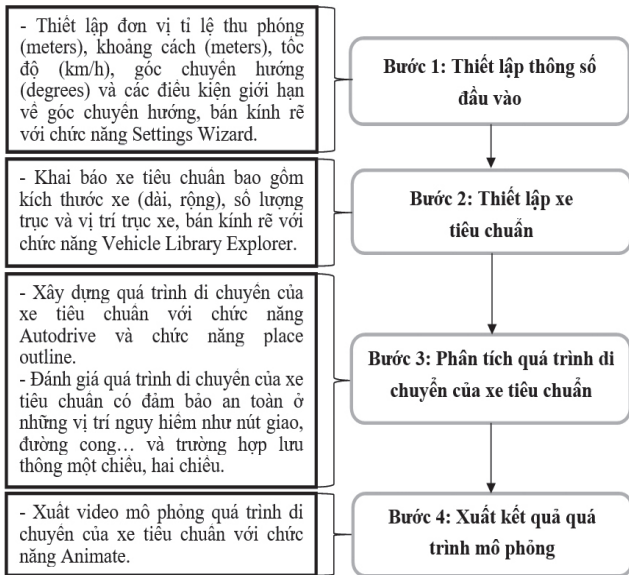 - Thiết lập đơn vị tỉ lệ thu phóng
(meters), khoảng cách (meters), tốc
độ (km/h), góc chuyển hướng
(degrees) và các điều kiện giới hạn
về góc chuyển hướng, bán kính rẽ
với chức năng Settings Wizard.
Bước 1: Thiết lập thông số
đầu vào
- Khai báo xe tiêu chuẩn bao gồm
kích thước xe (dài, rộng), số lượng
trục và vị trí trục xe, bán kính rẽ với
chức năng Vehicle Library Explorer.
Bước 2: Thiết lập xe
tiêu chuẩn
- Xây dựng quá trình di chuyển của
xe tiêu chuẩn với chức năng
Autodrive và chức năng place
outline.
- Đánh giá quá trình di chuyển của xe
tiêu chuẩn có đảm bảo an toàn ở
những vị trí nguy hiểm như nút giao,
đường cong… và trường hợp lưu
thông một chiều, hai chiều.
Bước 3: Phân tích quá trình di
chuyển của xe tiêu chuẩn
- Xuất video mô phỏng quá trình di
chuyển của xe tiêu chuẩn với chức
năng Animate.
Bước 4: Xuất kết quả quá
trình mô phỏng